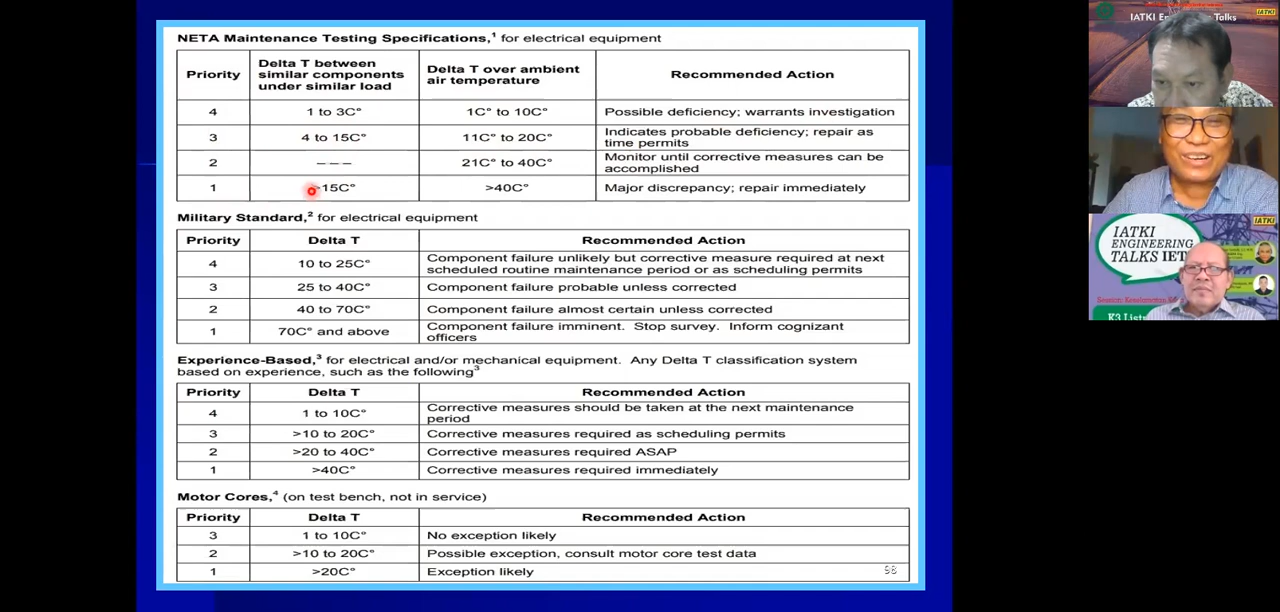 NETA Maintenance Testing Specifications,1 for electrical equipment
Priority
Delta T between
similar components
under similar load
Delta T over ambient
air temperature
Recommended Action
4 1 to 3C° 1C° to 10C° Possible deficiency; warrants investigation
3 4 to 15C° 11C° to 20C° Indicates probable deficiency; repair as
time permits
2 – – – 21C° to 40C° Monitor until corrective measures can be
accomplished
1 15C° >40C° Major discrepancy; repair immediately
Military Standard,2 for electrical equipment
Priority Delta T Recommended Action
4 10 to 25C° Component failure unlikely but corrective measure required at next
scheduled routine maintenance period or as scheduling permits
3 25 to 40C° Component failure probable unless corrected
2 40 to 70C° Component failure almost certain unless corrected
1 70C° and above Component failure imminent. Stop survey. Inform cognizant
officers
Experience-Based,3 for electrical and/or mechanical equipment. Any Delta T classification system
based on experience, such as the following3
Priority Delta T Recommended Action
4 1 to 10C° Corrective measures should be taken at the next maintenance
period
3 >10 to 20C° Corrective measures required as scheduling permits
2 >20 to 40C° Corrective measures required ASAP
1 >40C° Corrective measures required immediately
Motor Cores,4 (on test bench, not in service)
Priority Delta T Recommended Action
3 1 to 10C° No exception likely
2 >10 to 20C° Possible exception, consult motor core test data
1 >20C° Exception likely
98
IATKI Talks
IATKI
IATKI
ENGINEERING
TALKS IET
IATKI
K3 Listr